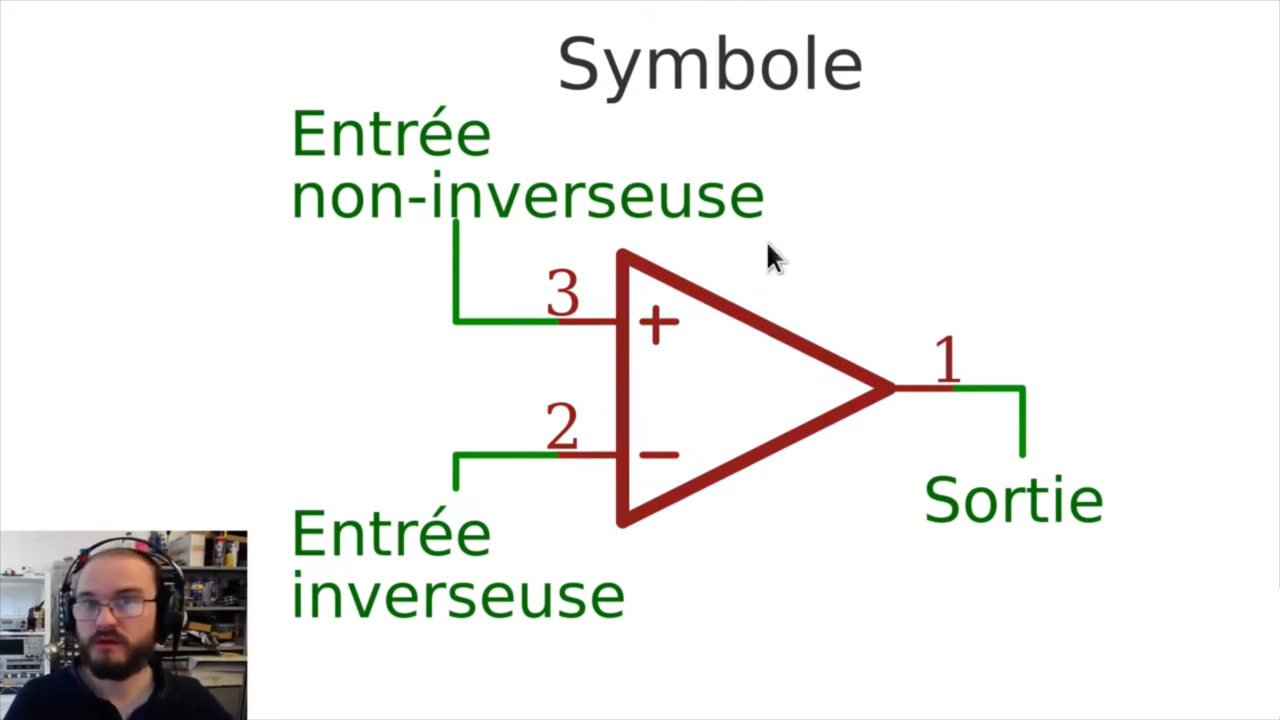 Symbole
Entrée
non-inverseuse
3
+
1
2
−
Sortie
Entrée
inverseuse